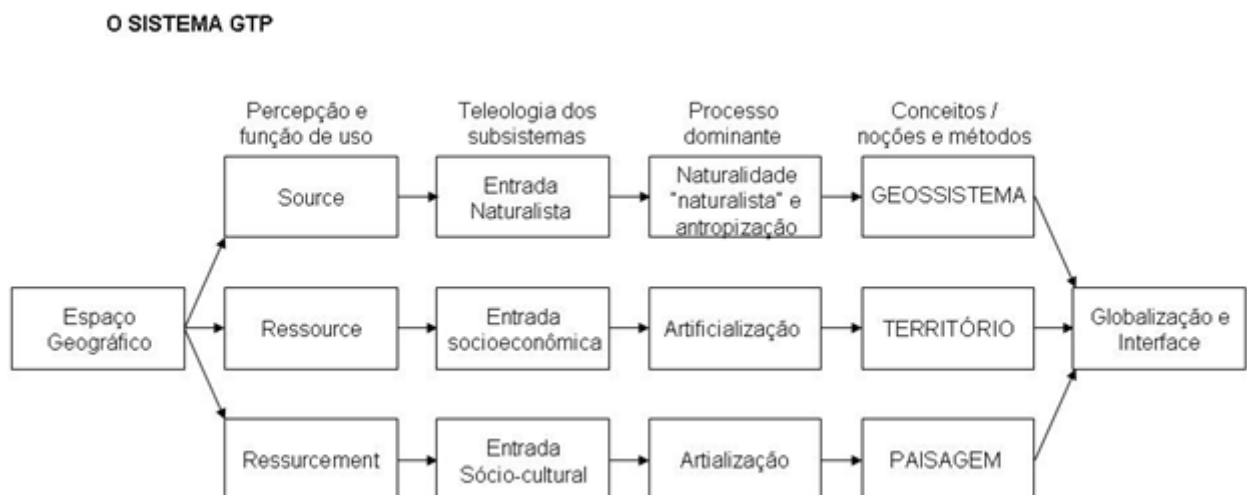 O SISTEMA GTP
Percepção e
função de uso
Teleologia dos
subsistemas
Processo
dominante
Conceitos /
noções e métodos
Source
Entrada
Naturalista
Naturalidade
"naturalista" e
antropização
GEOSSISTEMA
Espaço
Geográfico
Ressource
Entrada
socioeconômica
Artificialização
TERRITÓRIO
Globalização e
Interface
Ressurcement
Entrada
Sócio-cultural
Artialização
PAISAGEM